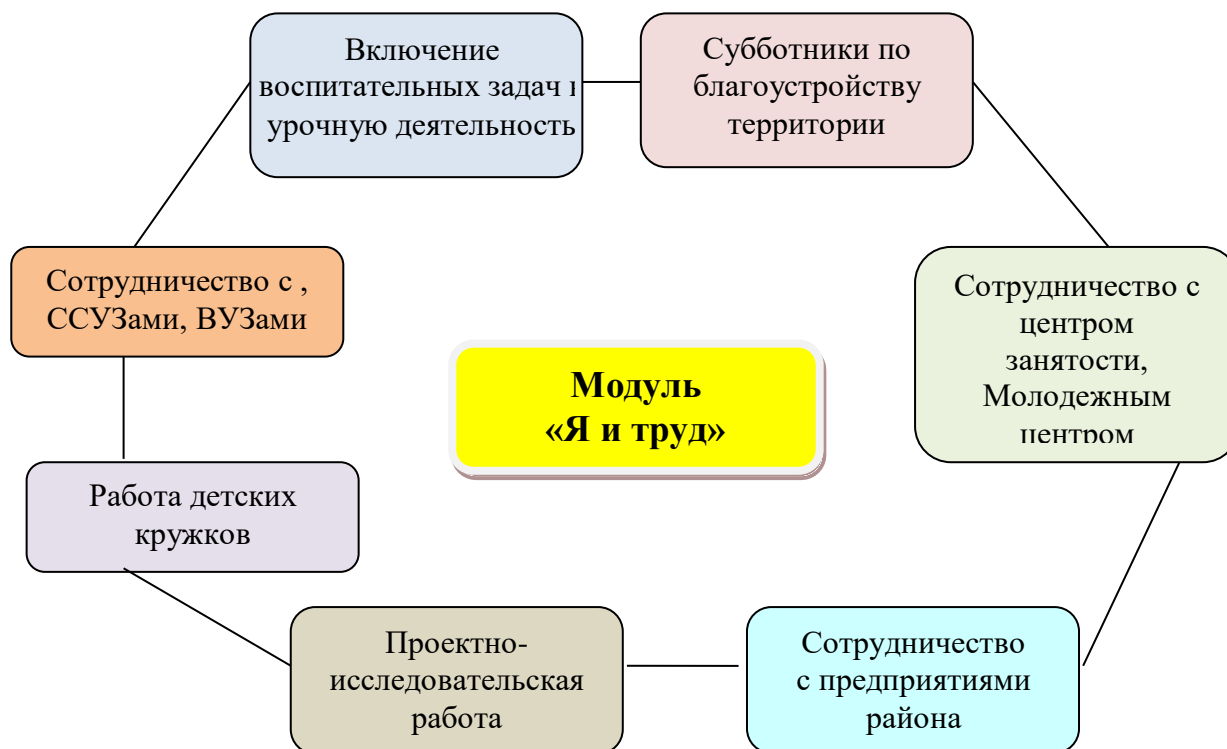 Включение
воспитательных задач в
урочную деятельность
Субботники по
благоустройству
территории
Сотрудничество с ,
ССУЗами, ВУЗами
Сотрудничество с
центром
занятости,
Молодежным
центром
Модуль
«Я и труд»
Работа детских
кружков
Проектно-
исследовательская
работа
Сотрудничество
с предприятиями
района